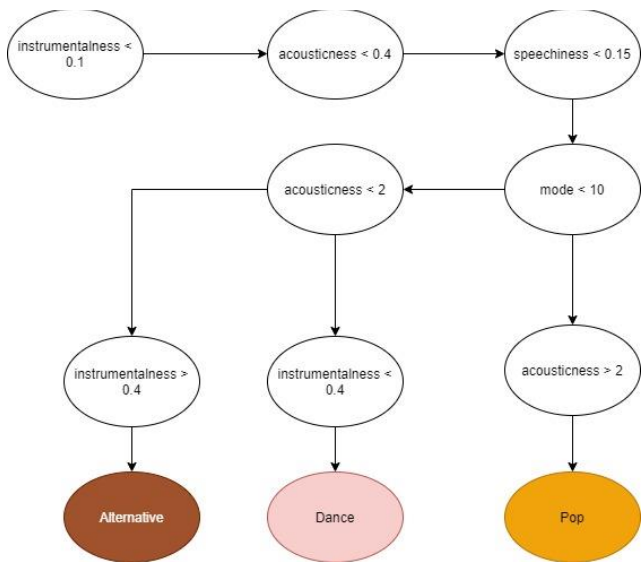 instrumentalness <
0.1
acousticness < 0.4
speechiness < 0.15
acousticness < 2
mode < 10
instrumentalness >
0.4
instrumentalness <
0.4
acousticness > 2
Alternative
Dance
Pop